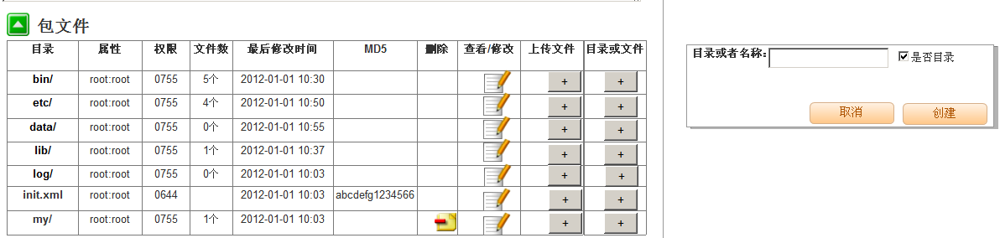 包文件
目录 属性 权限 文件数 最后修改时间 MD5 删除 查看/修改 上传文件 目录或文件
bin/ root:root 0755 5个 2012-01-01 10:30 + +
etc/ root:root 0755 4个 2012-01-01 10:50 + +
data/ root:root 0755 0个 2012-01-01 10:55 + +
lib/ root:root 0755 1个 2012-01-01 10:37 + +
log/ root:root 0755 0个 2012-01-01 10:03 + +
init.xml root:root 0644 2012-01-01 10:03 abcdefg1234566 + +
my/ root:root 0755 1个 2012-01-01 10:03 + +
目录或者名称: 是否目录
取消 创建